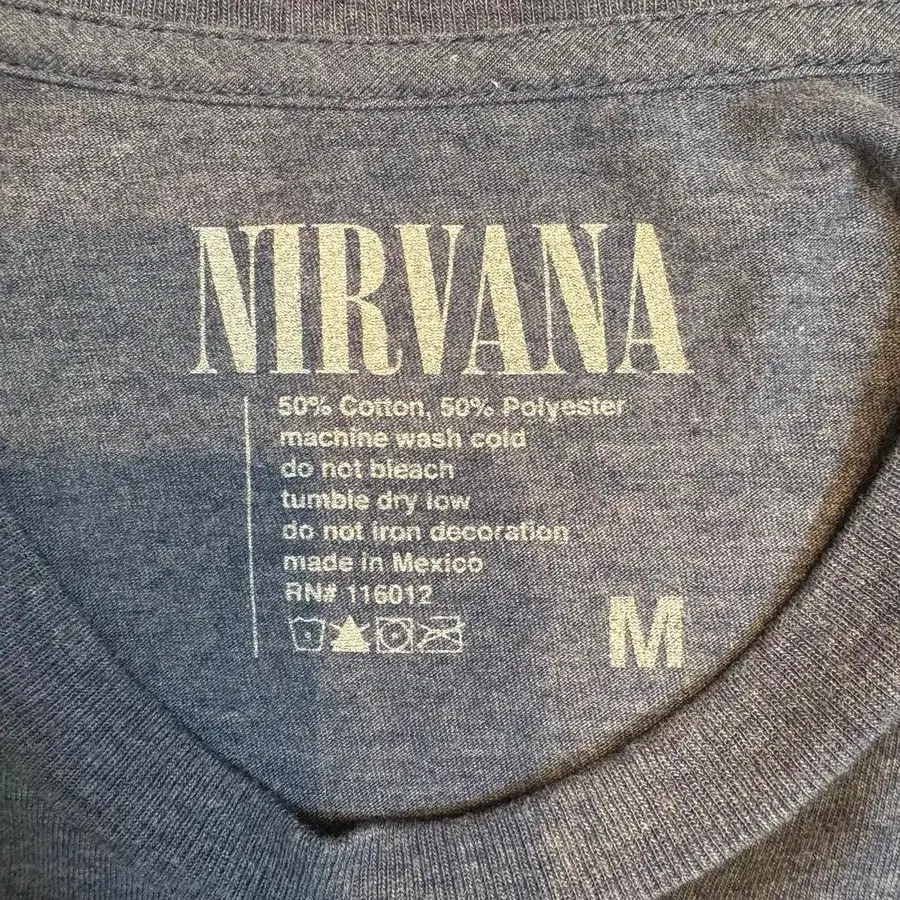 NIRVANA
50% Cotton, 50% Polyester
machine wash cold
do not bleach
tumble dry low
do not iron decoration
made in Mexico
RN# 116012
M